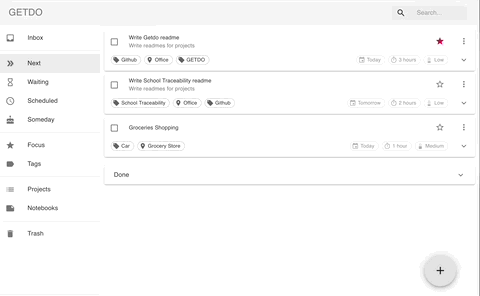 GETDO
Search...
Inbox
Next
Waiting
Scheduled
Someday
Focus
Tags
Projects
Notebooks
Trash
Write Getdo readme
Write readmes for projects
Github Office GETDO Today 3 hours Low
Write School Traceability readme
Write readmes for projects
School Traceability Office Github Tomorrow 2 hours Low
Groceries Shopping
Car Grocery Store Today 1 hour Medium
Done